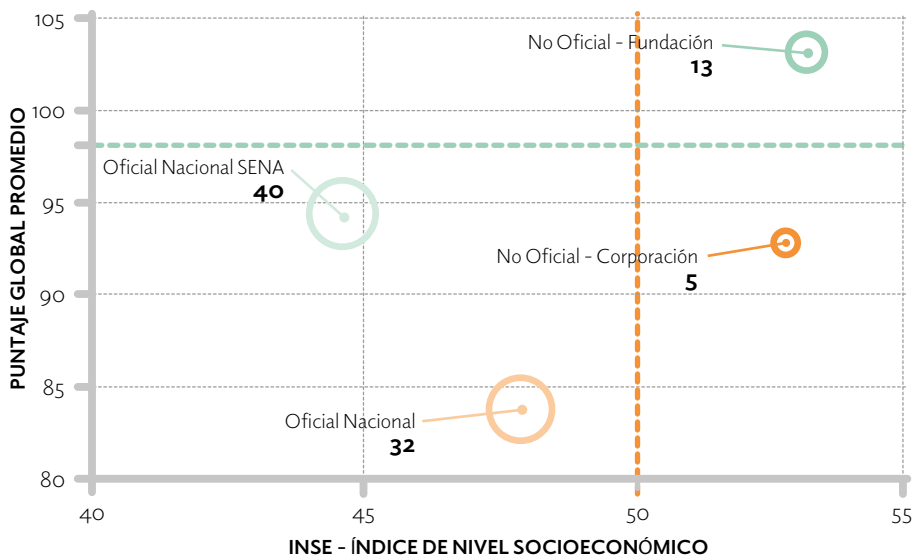 105
No Oficial – Fundación
13
100
Oficial Nacional SENA
40
95
No Oficial – Corporación
5
90
85
Oficial Nacional
32
80
PUNTAJE GLOBAL PROMEDIO
40
45
50
55
INSE – ÍNDICE DE NIVEL SOCIOECONÓMICO